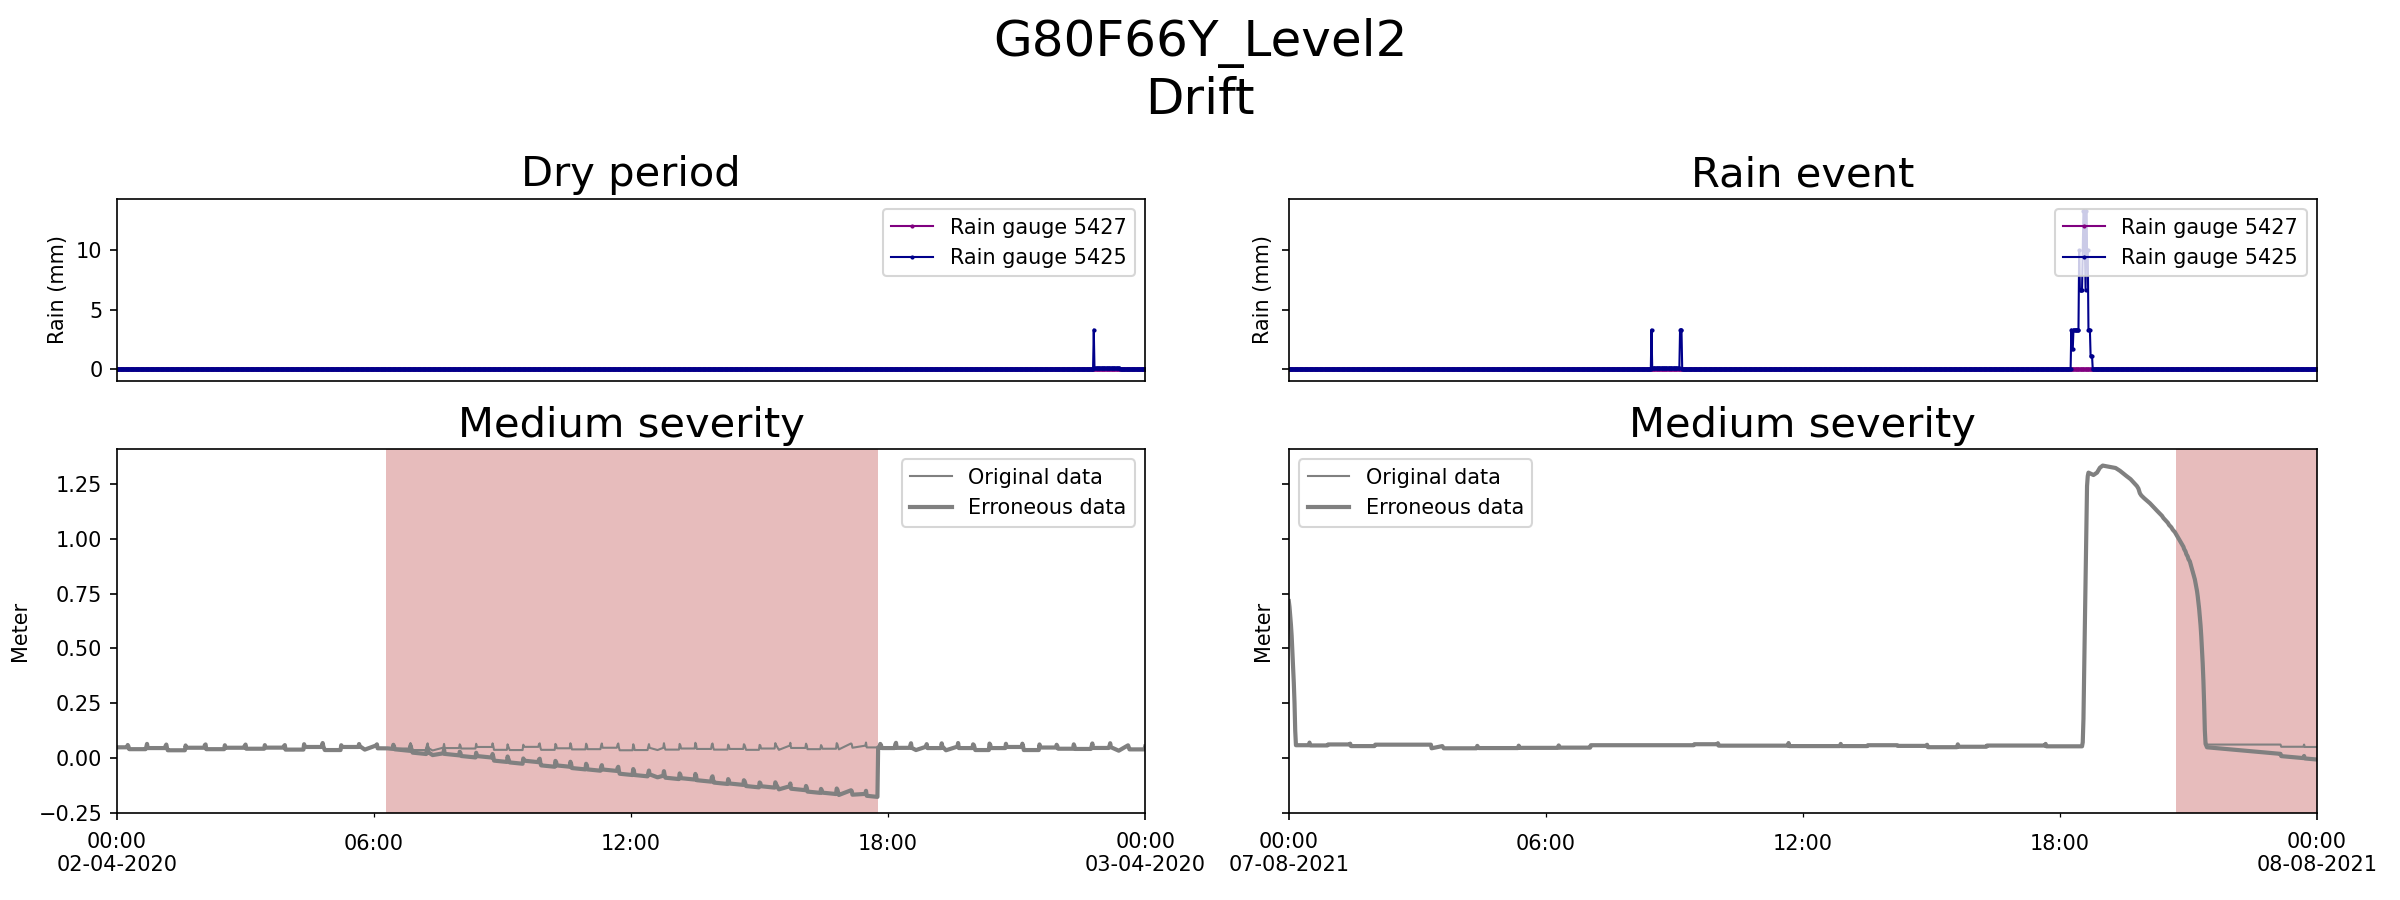 G80F66Y_Level2
Drift
Dry period
Rain event
Rain (mm)
10
5
0
Rain gauge 5427
Rain gauge 5425
Rain (mm)
Rain gauge 5427
Rain gauge 5425
Medium severity
Medium severity
Meter
1.25
1.00
0.75
0.50
0.25
0.00
−0.25
Original data
Erroneous data
Meter
Original data
Erroneous data
00:00
02-04-2020
06:00
12:00
18:00
00:00
03-04-2020
00:00
07-08-2021
06:00
12:00
18:00
00:00
08-08-2021